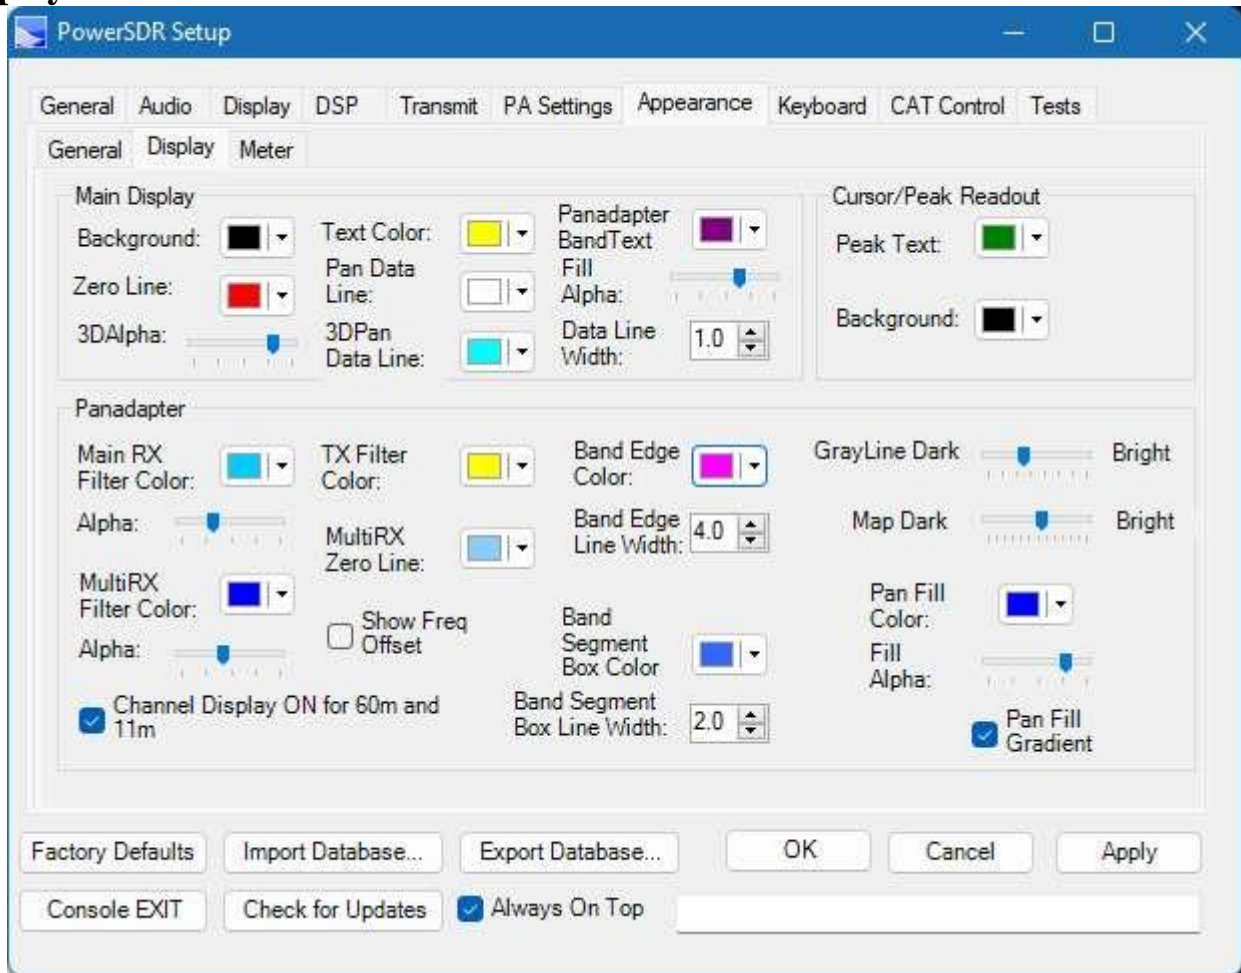 PowerSDR Setup
General Audio Display DSP Transmit PA Settings Appearance Keyboard CAT Control Tests
General Display Meter
Main Display
Background:
Text Color:
Panadapter
BandText
Zero Line:
Pan Data
Line:
Fill
Alpha:
3DAlpha:
3DPan
Data Line:
Data Line
Width:
1.0
Cursor/Peak Readout
Peak Text:
Background:
Panadapter
Main RX
Filter Color:
TX Filter
Color:
Band Edge
Color:
GrayLine Dark
Bright
Alpha:
MultiRX
Zero Line:
Band Edge
Line Width:
4.0
Map Dark
Bright
MultiRX
Filter Color:
Show Freq
Offset
Band
Segment
Box Color
Pan Fill
Color:
Alpha:
Fill
Alpha:
Channel Display ON for 60m and
11m
Band Segment
Box Line Width:
2.0
Pan Fill
Gradient
Factory Defaults Import Database... Export Database... OK Cancel Apply
Console EXIT Check for Updates Always On Top